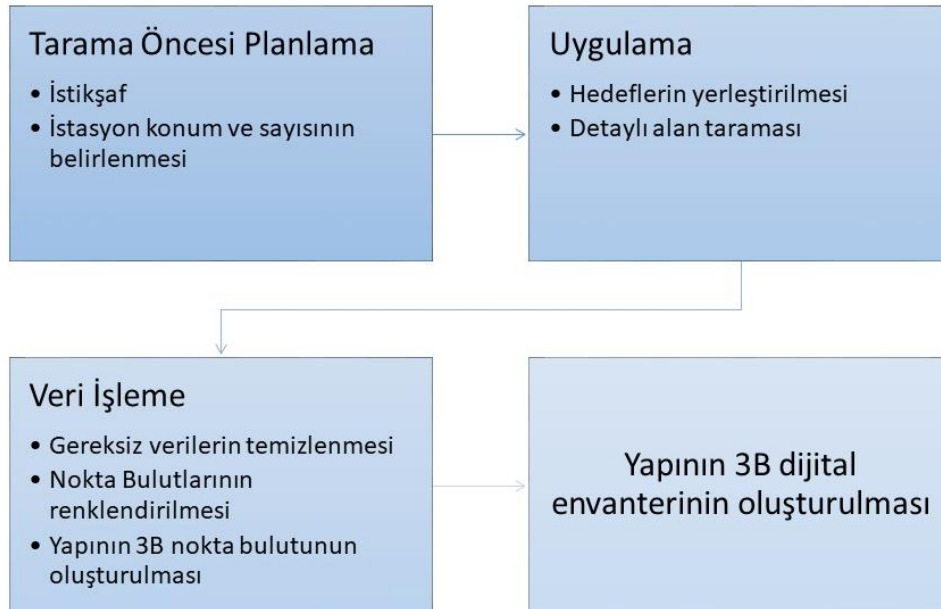 Tarama Öncesi Planlama
• İstikşaf
• İstasyon konum ve sayısının
belirlenmesi
Uygulama
• Hedeflerin yerleştirilmesi
• Detaylı alan taraması
Veri İşleme
• Gereksiz verilerin temizlenmesi
• Nokta Bulutlarının
renklendirilmesi
• Yapının 3B nokta bulutunun
oluşturulması
Yapının 3B dijital
envanterinin oluşturulması